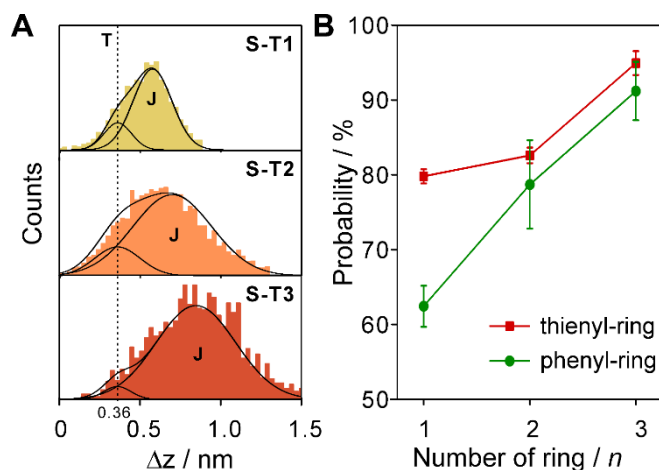 A
T
S-T1
J
S-T2
J
S-T3
J
Counts
0.36
0 0.5 1.0 1.5
Δz / nm
B
100
90
80
70
60
50
Probability / %
thienyl-ring
phenyl-ring
1 2 3
Number of ring / n